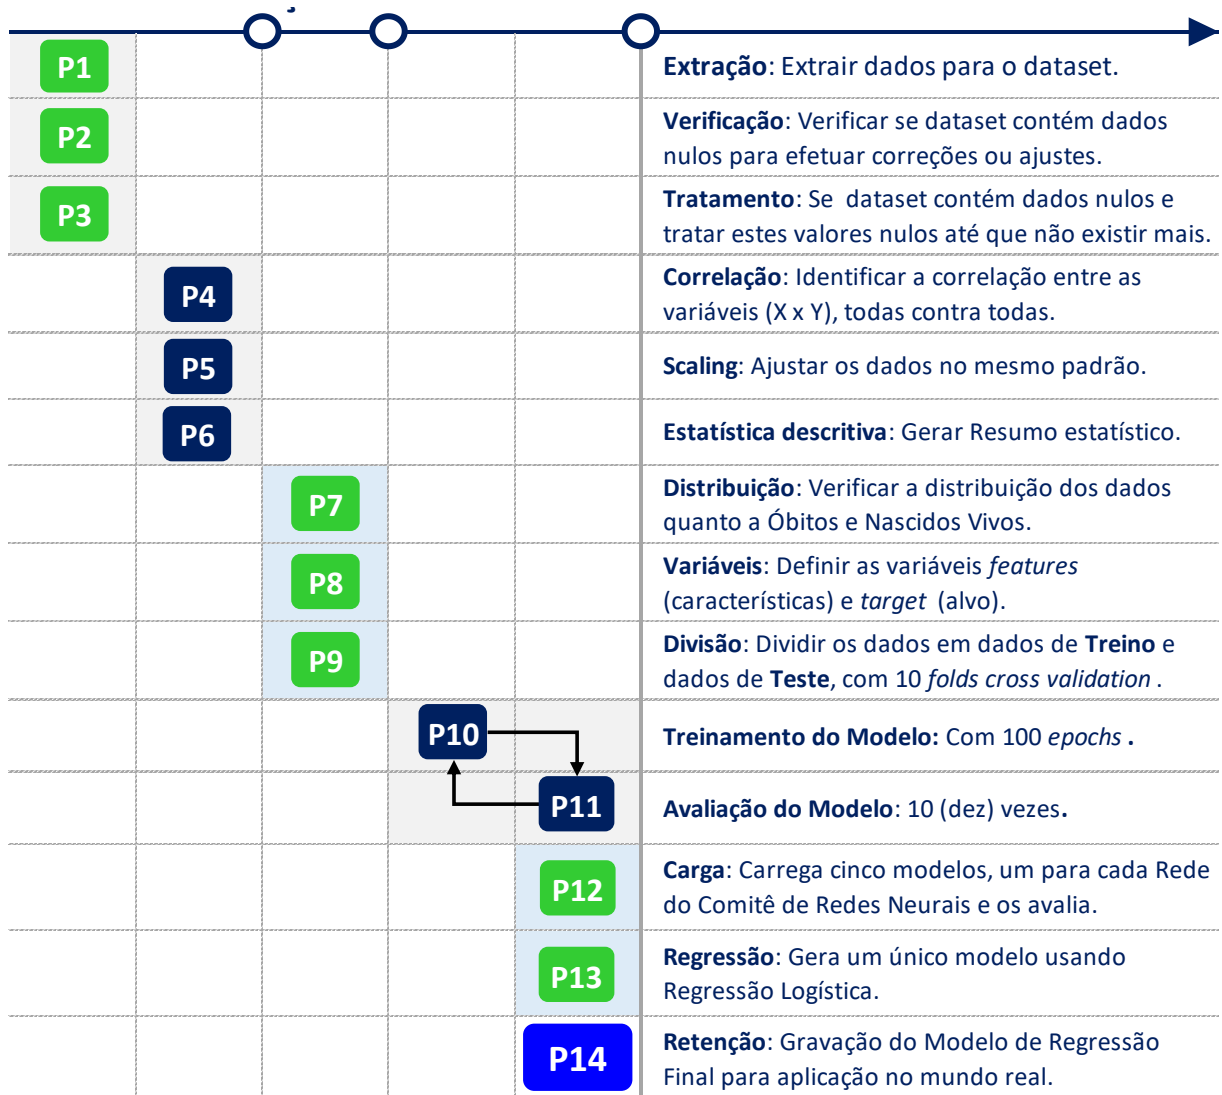 P1
Extração: Extrair dados para o dataset.
P2
Verificação: Verificar se dataset contém dados
nulos para efetuar correções ou ajustes.
P3
Tratamento: Se  dataset contém dados nulos e
tratar estes valores nulos até que não existir mais.
P4
Correlação: Identificar a correlação entre as
variáveis (X x Y), todas contra todas.
P5
Scaling: Ajustar os dados no mesmo padrão.
P6
Estatística descritiva: Gerar Resumo estatístico.
P7
Distribuição: Verificar a distribuição dos dados
quanto a Óbitos e Nascidos Vivos.
P8
Variáveis: Definir as variáveis features
(características) e target  (alvo).
P9
Divisão: Dividir os dados em dados de Treino e
dados de Teste, com 10 folds cross validation .
P10
Treinamento do Modelo: Com 100 epochs .
P11
Avaliação do Modelo: 10 (dez) vezes.
P12
Carga: Carrega cinco modelos, um para cada Rede
do Comitê de Redes Neurais e os avalia.
P13
Regressão: Gera um único modelo usando
Regressão Logística.
P14
Retenção: Gravação do Modelo de Regressão
Final para aplicação no mundo real.